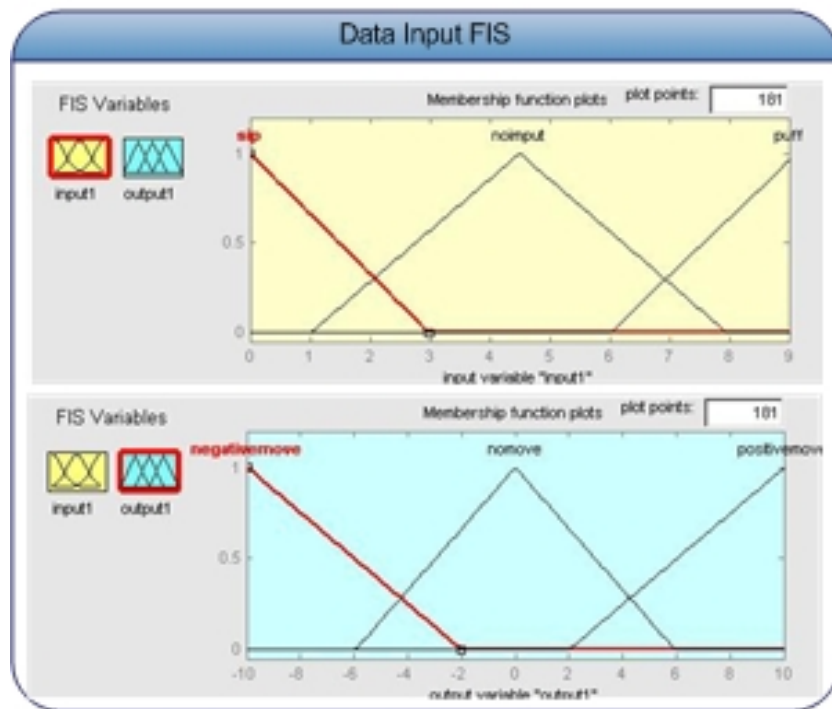 Data Input FIS
FIS Variables
Membership function plots
plot points:
181
input1
output1
sip
noimput
puff
1
0.5
0
0 1 2 3 4 5 6 7 8 9
input variable "input1"
FIS Variables
Membership function plots
plot points:
181
input1
output1
negativemove
nomove
positivemove
1
0.5
0
-10 -8 -6 -4 -2 0 2 4 6 8 10
output variable "output1"